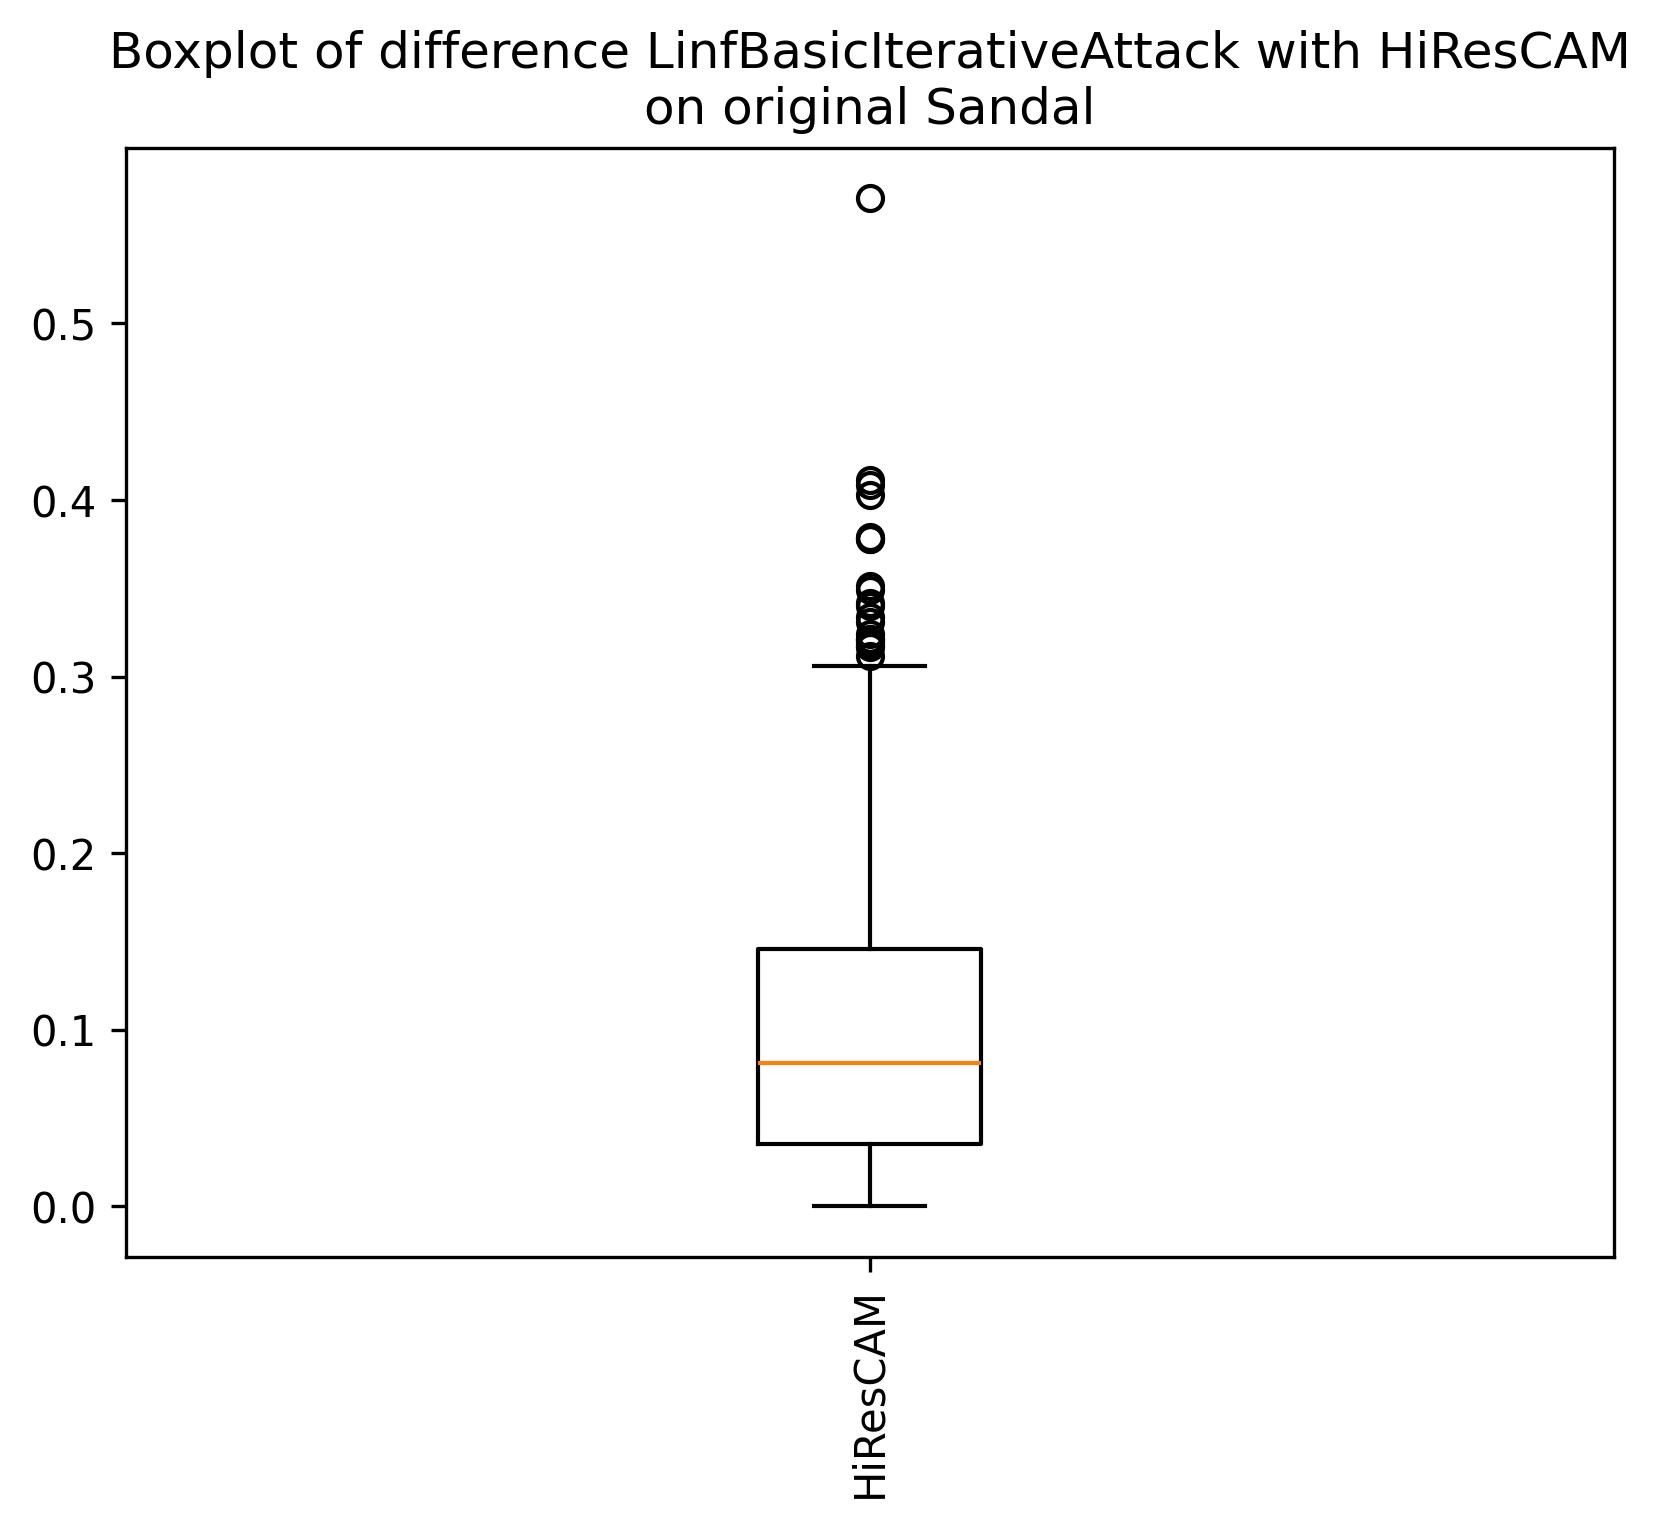 Boxplot of difference LinfBasicIterativeAttack with HiResCAM
on original Sandal
0.5
0.4
0.3
0.2
0.1
0.0
HiResCAM